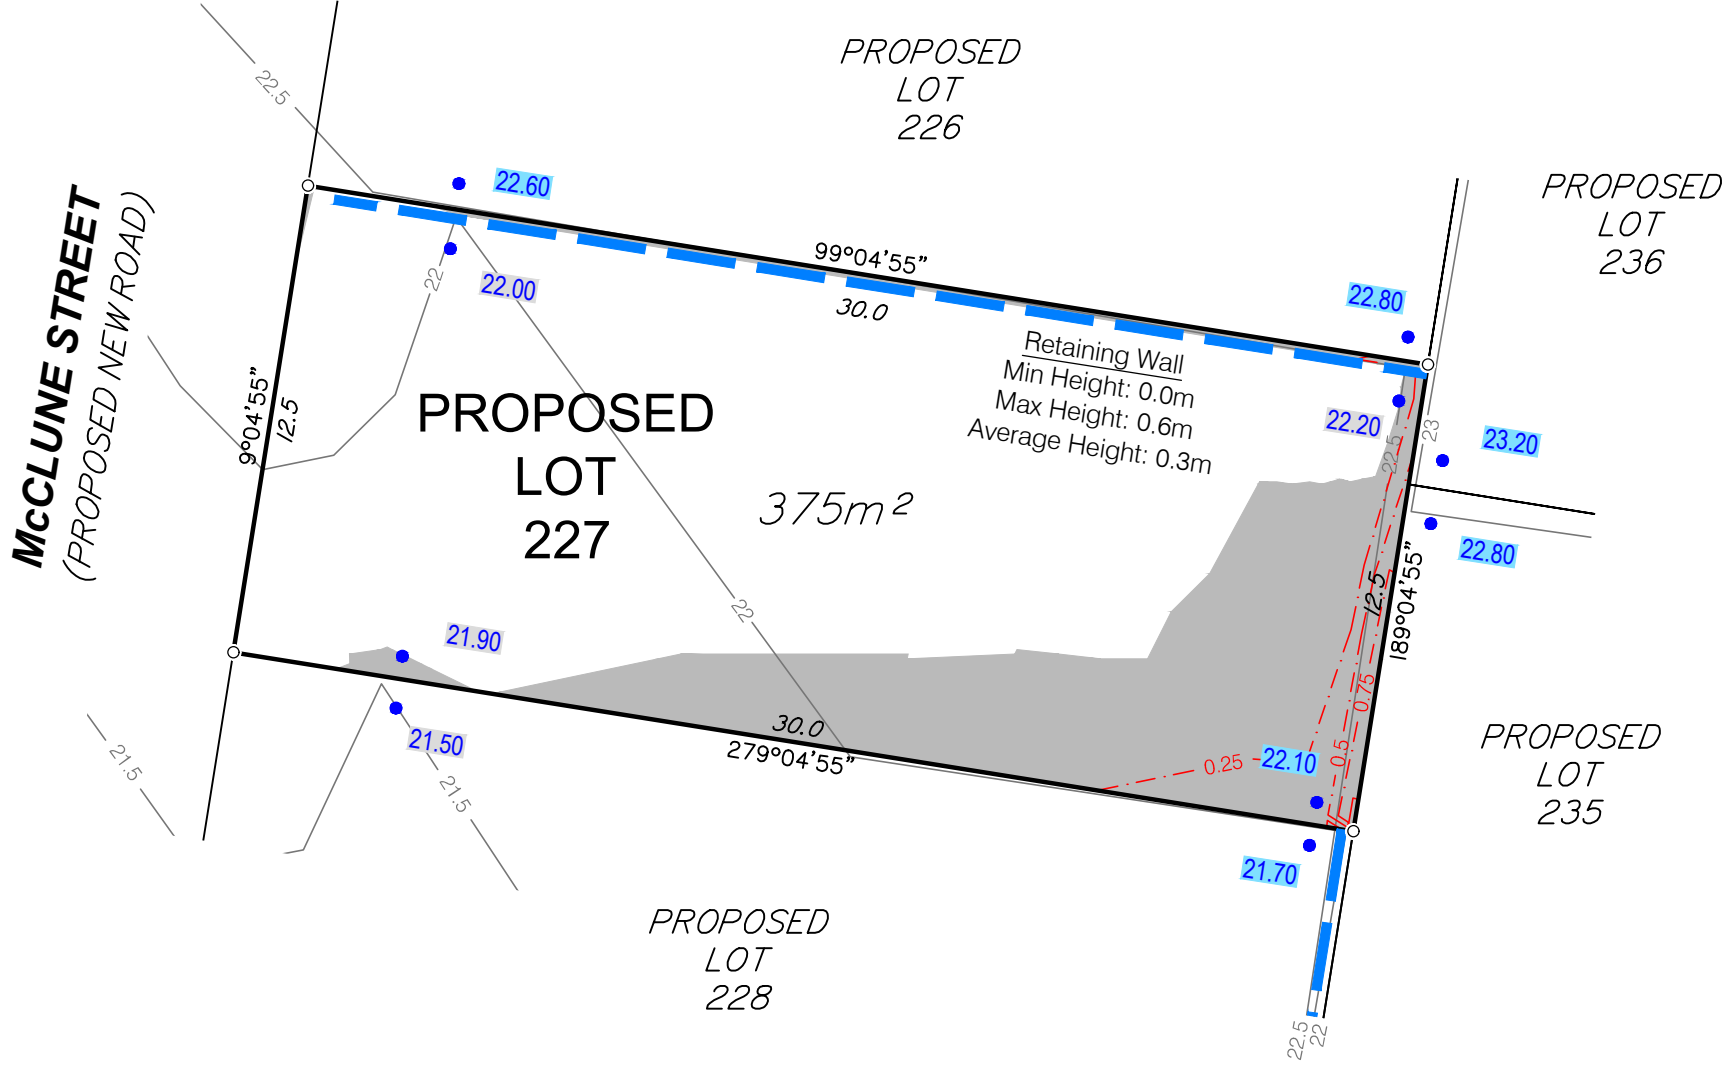 PROPOSED
LOT
226
22.5
22.60
PROPOSED
LOT
236
McCLUNE STREET
(PROPOSED NEW ROAD)
99°04'55"
30.0
22
22.00
22.80
Retaining Wall
Min Height: 0.0m
Max Height: 0.6m
Average Height: 0.3m
22.20
22.5
23
23.20
9°04'55"
12.5
PROPOSED
LOT
227
375m²
22.80
22
12.5
189°04'55"
21.90
0.75
21.50
30.0
279°04'55"
0.25
22.10
0.5
PROPOSED
LOT
235
21.5
21.5
21.70
PROPOSED
LOT
228
22.5
22